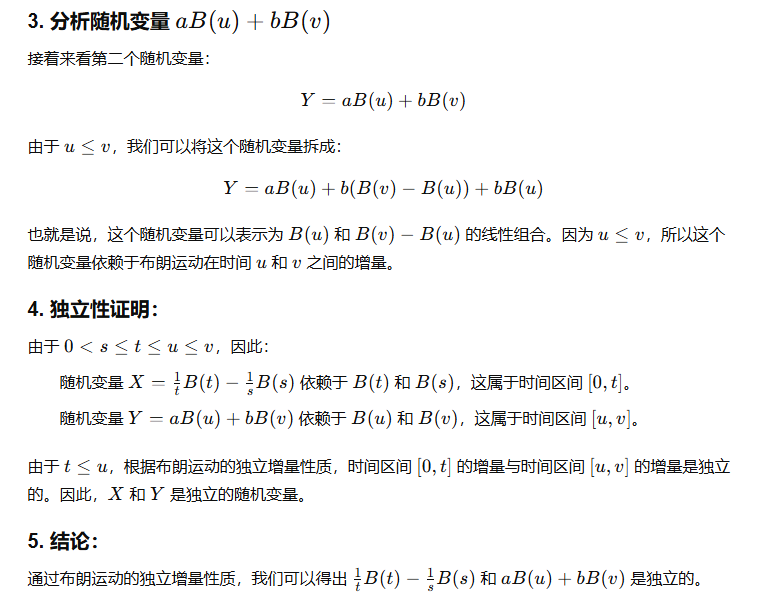 3. 分析随机变量 aB(u) + bB(v)
接着来看第二个随机变量：
Y = aB(u) + bB(v)
由于 u ≤ v，我们可以将这个随机变量拆成：
Y = aB(u) + b(B(v) − B(u)) + bB(u)
也就是说，这个随机变量可以表示为 B(u) 和 B(v) − B(u) 的线性组合。因为 u ≤ v，所以这个
随机变量依赖于布朗运动在时间 u 和 v 之间的增量。
4. 独立性证明：
由于 0 < s ≤ t ≤ u ≤ v，因此：
随机变量 X = \frac{1}{t}B(t) − \frac{1}{s}B(s) 依赖于 B(t) 和 B(s)，这属于时间区间 [0, t]。
随机变量 Y = aB(u) + bB(v) 依赖于 B(u) 和 B(v)，这属于时间区间 [u, v]。
由于 t ≤ u，根据布朗运动的独立增量性质，时间区间 [0, t] 的增量与时间区间 [u, v] 的增量是独立
的。因此，X 和 Y 是独立的随机变量。
5. 结论：
通过布朗运动的独立增量性质，我们可以得出 \frac{1}{t}B(t) − \frac{1}{s}B(s) 和 aB(u) + bB(v) 是独立的。